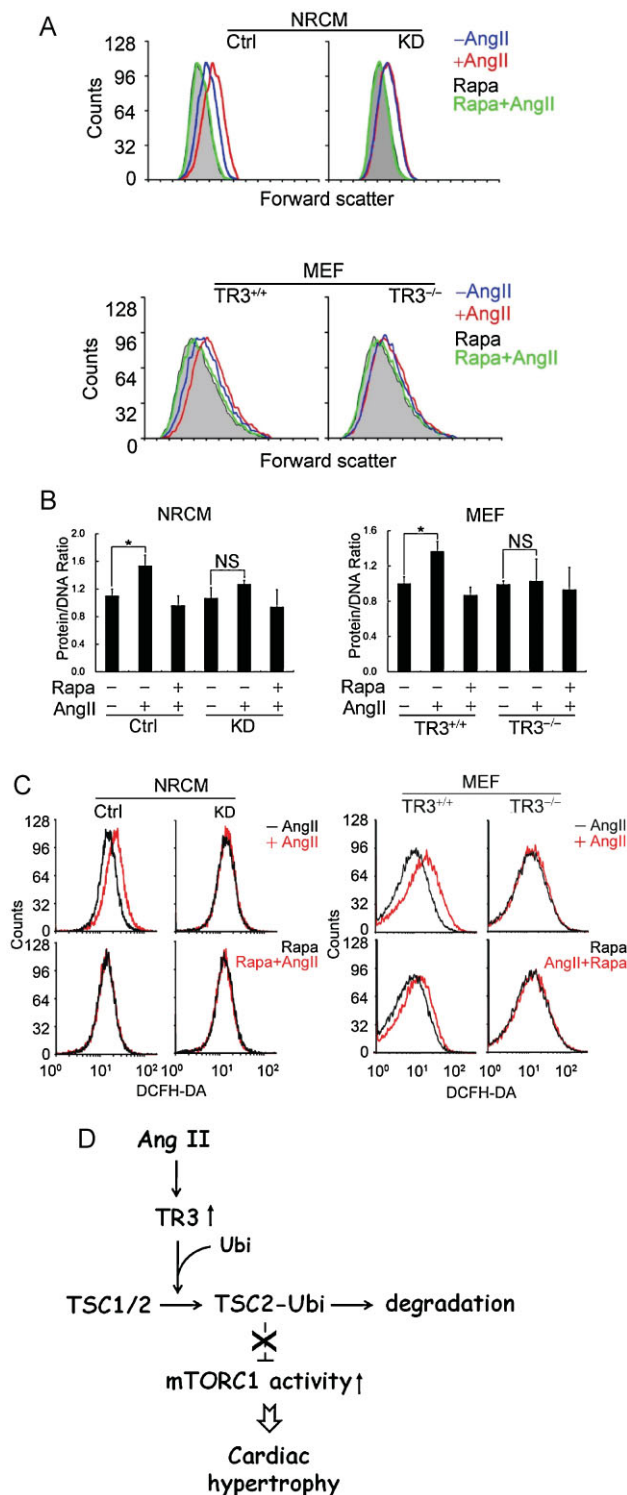 A
NRCM
Ctrl KD
128
96
64
32
0
Counts
Forward scatter
−AngII
+AngII
Rapa
Rapa+AngII
MEF
TR3+/+ TR3−/−
128
96
64
32
0
Counts
Forward scatter
−AngII
+AngII
Rapa
Rapa+AngII
B
NRCM
Protein/DNA Ratio
2.0
1.6
1.2
0.8
0.4
0
* NS
Rapa − − + − − +
AngII − + + − + +
Ctrl KD
MEF
Protein/DNA Ratio
1.6
1.2
0.8
0.4
0
* NS
Rapa − − + − − +
AngII − + + − + +
TR3+/+ TR3−/−
C
NRCM
Ctrl KD
128
96
64
32
0
− AngII
+ AngII
Counts
128
96
64
32
0
Rapa
Rapa+AngII
10⁰ 10¹ 10² 10⁰ 10¹ 10²
DCFH-DA
MEF
TR3+/+ TR3−/−
128
96
64
32
0
− AngII
+ AngII
Counts
128
96
64
32
0
Rapa
AngII+Rapa
10⁰ 10¹ 10² 10⁰ 10¹ 10²
DCFH-DA
D
Ang II
TR3↑
Ubi
TSC1/2 → TSC2-Ubi → degradation
X
mTORC1 activity↑
Cardiac
hypertrophy